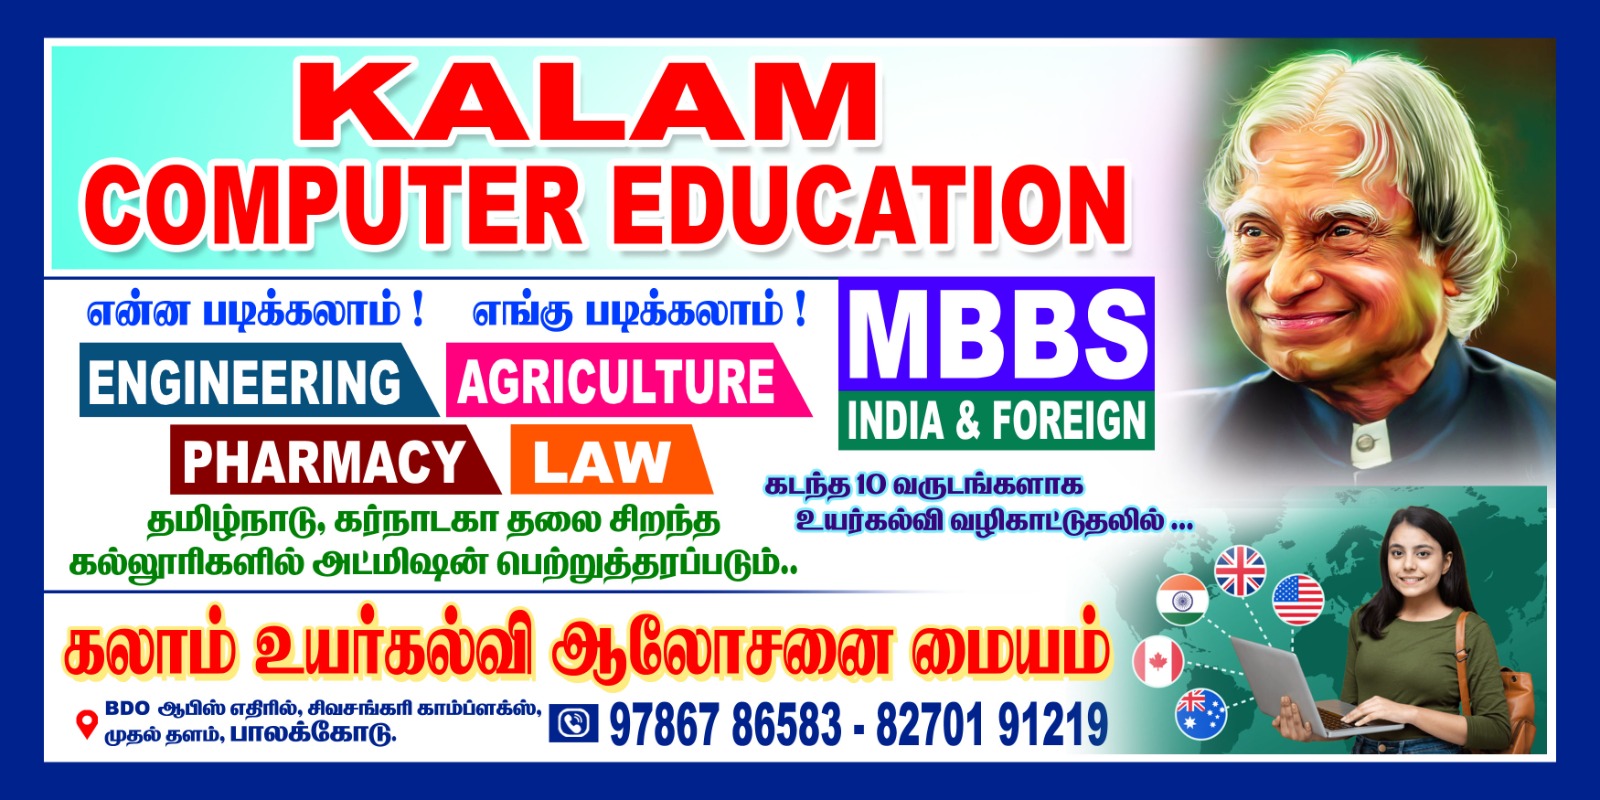 KALAM
COMPUTER EDUCATION
என்ன படிக்கலாம் ! எங்கு படிக்கலாம் !
ENGINEERING AGRICULTURE
PHARMACY LAW
MBBS
INDIA & FOREIGN
தமிழ்நாடு, கர்நாடகா தலை சிறந்த
கல்லூரிகளில் அட்மிஷன் பெற்றுத்தரப்படும்..
கடந்த 10 வருடங்களாக
உயர்கல்வி வழிகாட்டுதலில் ...
கலாம் உயர்கல்வி ஆலோசனை மையம்
BDO ஆபிஸ் எதிரில், சிவசங்கரி காம்ப்ளக்ஸ்,
முதல் தளம், பாலக்கோடு.
97867 86583 - 82701 91219